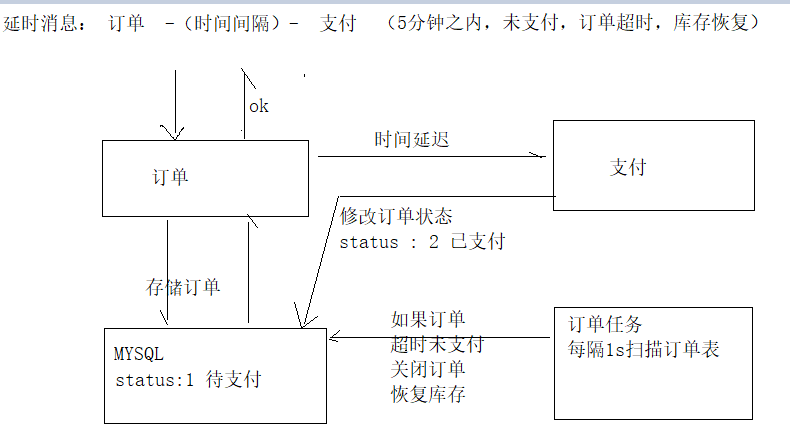 延时消息： 订单 -（时间间隔）- 支付 （5分钟之内，未支付，订单超时，库存恢复）
ok
时间延迟
订单
支付
修改订单状态
status : 2 已支付
存储订单
MYSQL
status:1 待支付
如果订单
超时未支付
关闭订单
恢复库存
订单任务
每隔1s扫描订单表